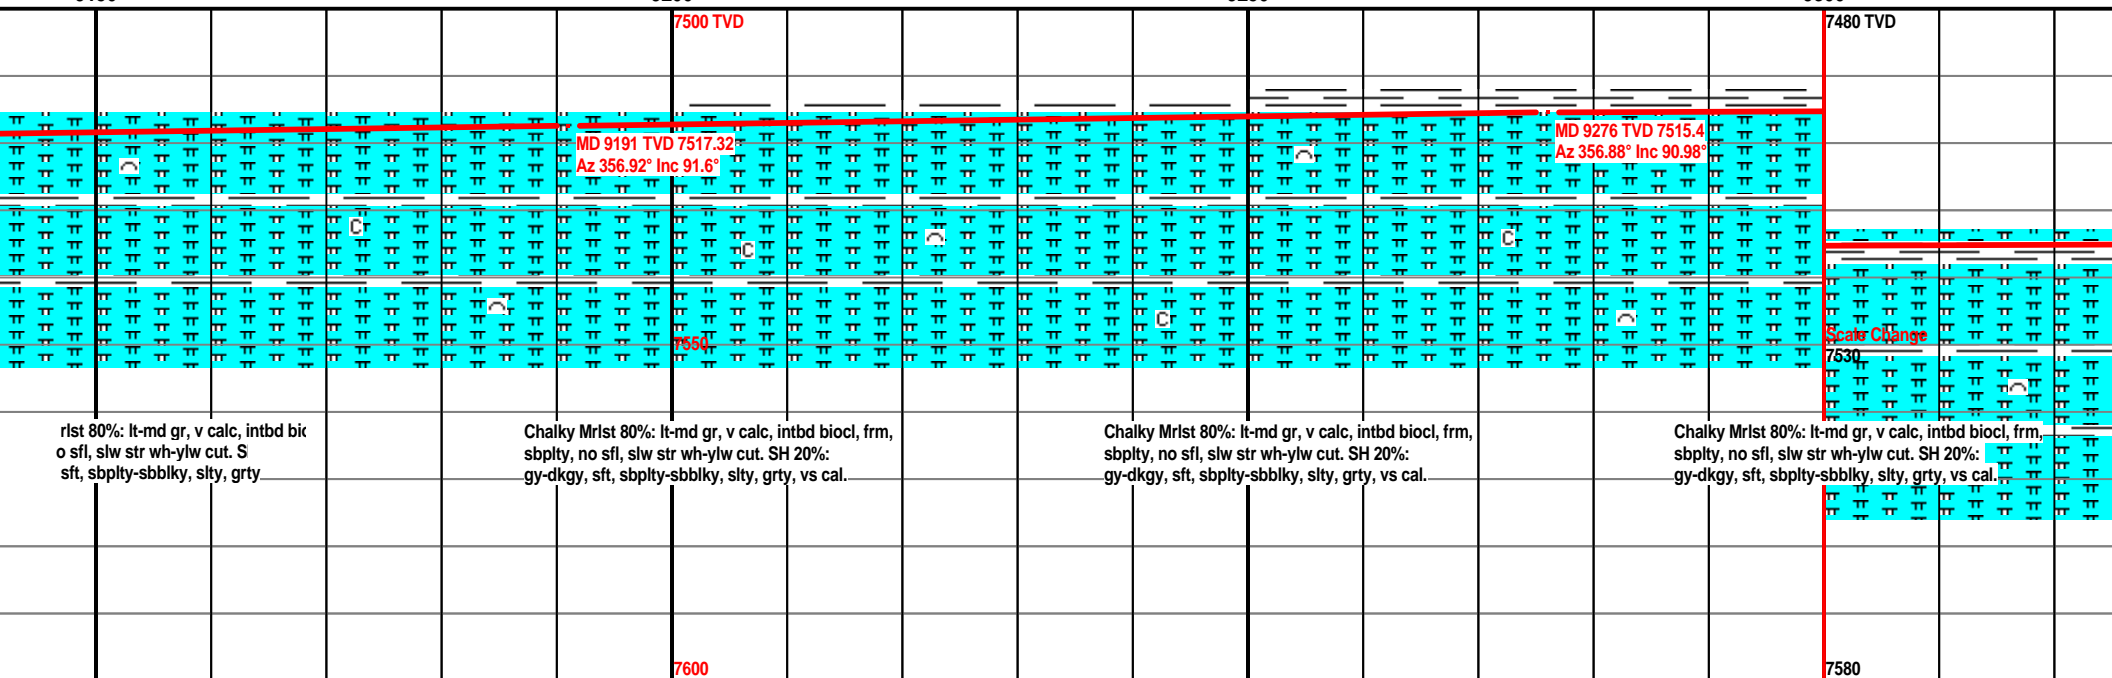 7500 TVD
7480 TVD
MD 9191 TVD 7517.32
Az 356.92° Inc 91.6°
MD 9276 TVD 7515.4
Az 356.88° Inc 90.98°
C
C
C
C
7550
Scale Change
7530
rlst 80%: lt-md gr, v calc, intbd bio
o sfl, slw str wh-ylw cut. S
sft, sbplty-sbblky, slty, grty
Chalky Mrlst 80%: lt-md gr, v calc, intbd biocl, frm,
sbplty, no sfl, slw str wh-ylw cut. SH 20%:
gy-dkgy, sft, sbplty-sbblky, slty, grty, vs cal.
Chalky Mrlst 80%: lt-md gr, v calc, intbd biocl, frm,
sbplty, no sfl, slw str wh-ylw cut. SH 20%:
gy-dkgy, sft, sbplty-sbblky, slty, grty, vs cal.
Chalky Mrlst 80%: lt-md gr, v calc, intbd biocl, frm,
sbplty, no sfl, slw str wh-ylw cut. SH 20%:
gy-dkgy, sft, sbplty-sbblky, slty, grty, vs cal.
7600
7580